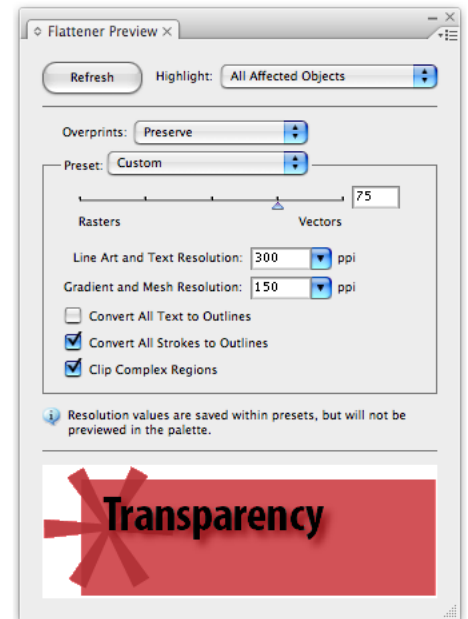 Flattener Preview
Refresh Highlight: All Affected Objects
Overprints: Preserve
Preset: Custom
75
Rasters Vectors
Line Art and Text Resolution: 300 ppi
Gradient and Mesh Resolution: 150 ppi
Convert All Text to Outlines
Convert All Strokes to Outlines
Clip Complex Regions
Resolution values are saved within presets, but will not be
previewed in the palette.
Transparency